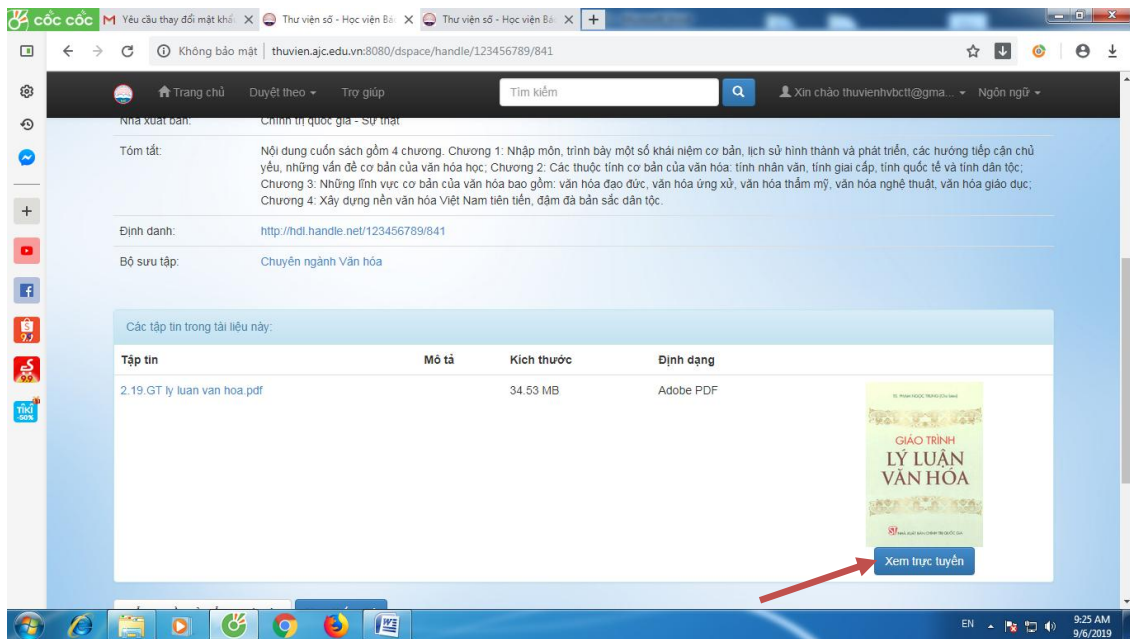 cốc cốc
Yêu cầu thay đổi mật khẩ
Thư viện số - Học viện Bá
Thư viện số - Học viện Bá
Không bảo mật | thuvien.ajc.edu.vn:8080/dspace/handle/123456789/841
Trang chủ
Duyệt theo
Trợ giúp
Tìm kiếm
Xin chào thuvienhvbctt@gma...
Ngôn ngữ
Nhà xuất bản:
Chính trị quốc gia - Sự thật
Tóm tắt:
Nội dung cuốn sách gồm 4 chương. Chương 1: Nhập môn, trình bày một số khái niệm cơ bản, lịch sử hình thành và phát triển, các hướng tiếp cận chủ
yếu, những vấn đề cơ bản của văn hóa học; Chương 2: Các thuộc tính cơ bản của văn hóa: tính nhân văn, tính giai cấp, tính quốc tế và tính dân tộc;
Chương 3: Những lĩnh vực cơ bản của văn hóa bao gồm: văn hóa đạo đức, văn hóa ứng xử, văn hóa thẩm mỹ, văn hóa nghệ thuật, văn hóa giáo dục;
Chương 4: Xây dựng nền văn hóa Việt Nam tiên tiến, đậm đà bản sắc dân tộc.
Định danh:
http://hdl.handle.net/123456789/841
Bộ sưu tập:
Chuyên ngành Văn hóa
Các tập tin trong tài liệu này:
Tập tin
Mô tả
Kích thước
Định dạng
2.19.GT ly luan van hoa.pdf
34.53 MB
Adobe PDF
GIÁO TRÌNH
LÝ LUẬN
VĂN HÓA
Xem trực tuyến
9.9
9.9
TIKI
-50%
EN
9:25 AM
9/6/2019